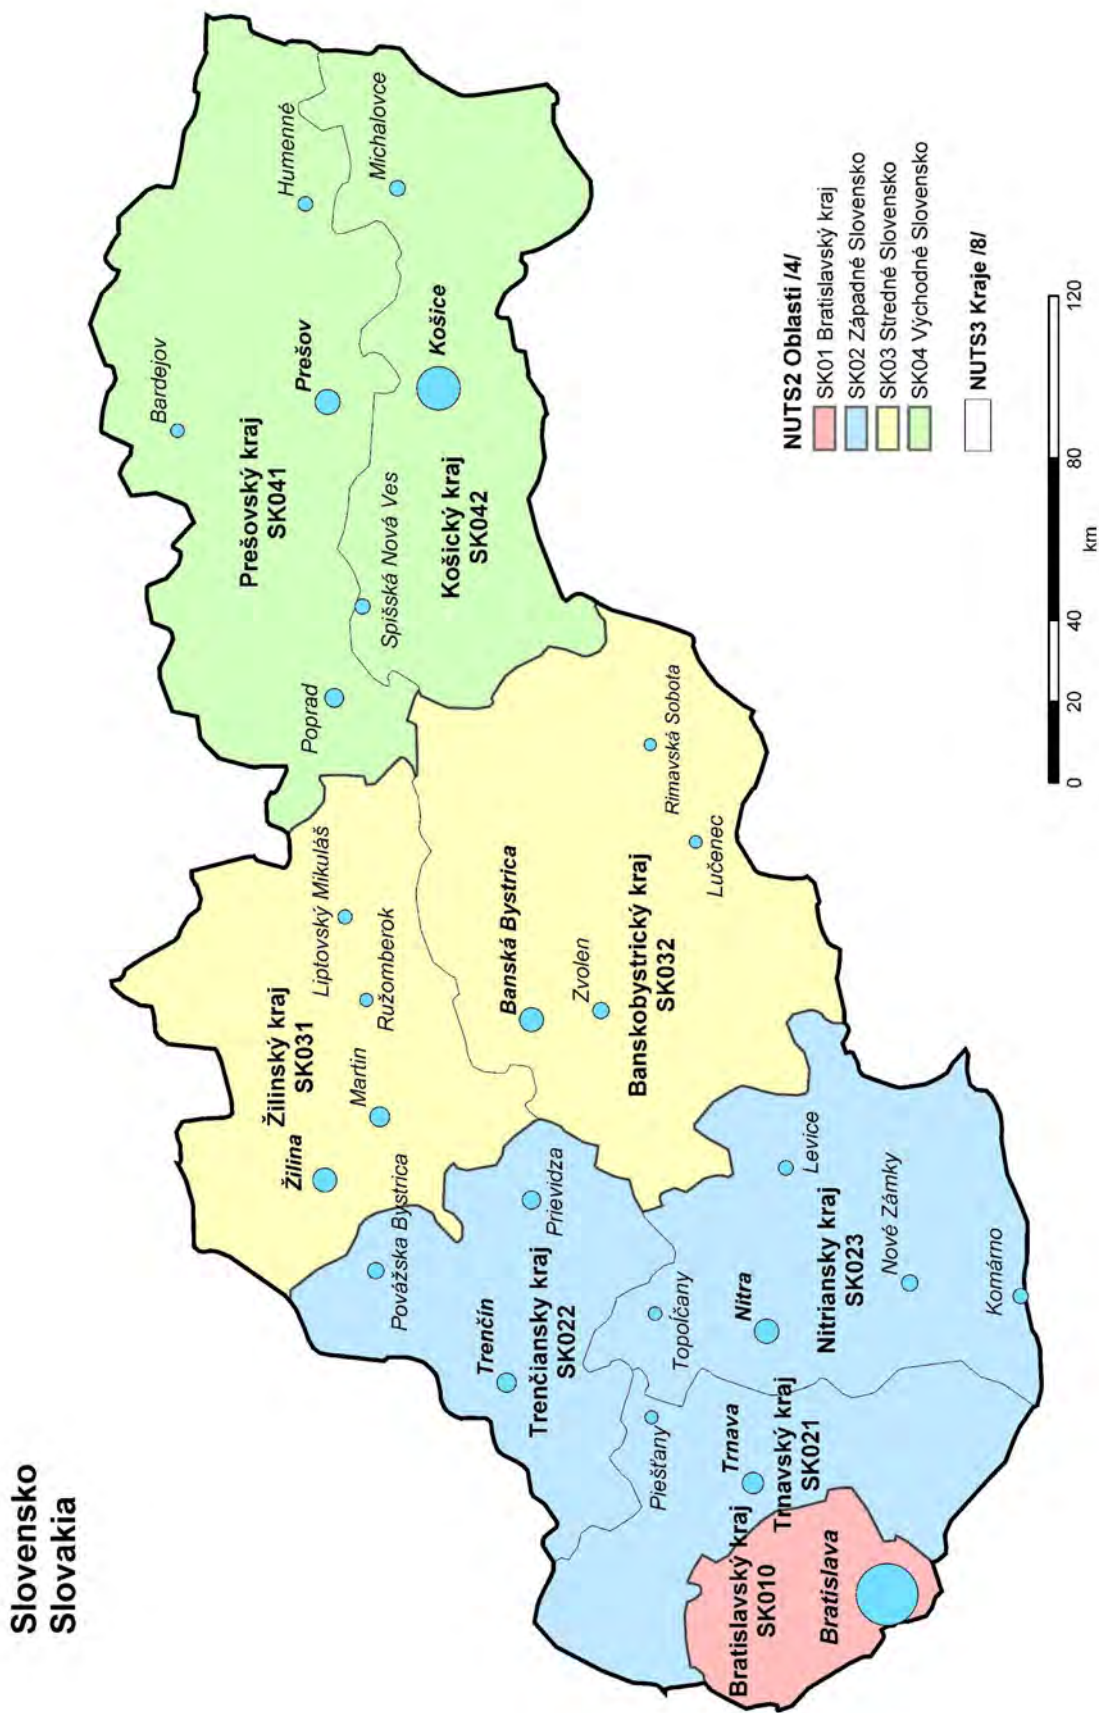 Slovensko
Slovakia
Bardejov
Humenné
Prešovský kraj
SK041
Prešov
Poprad
Michalovce
Spišská Nová Ves
Košice
Košický kraj
SK042
Žilinský kraj
SK031
Žilina
Martin
Liptovský Mikuláš
Ružomberok
Považska Bystrica
Banská Bystrica
Zvolen
Banskobystrický kraj
SK032
Rimavská Sobota
Lučenec
Trenčín
Trenčiansky kraj
SK022
Prievidza
Piešťany
Topoľčany
Trnava
Trnavský kraj
SK021
Nitra
Levice
Nitriansky kraj
SK023
Nové Zámky
Komárno
Bratislavský kraj
SK010
Bratislava
NUTS2 Oblasti /4/
SK01 Bratislavský kraj
SK02 Západné Slovensko
SK03 Stredné Slovensko
SK04 Východné Slovensko
NUTS3 Kraje /8/
0 20 40 80 120
km